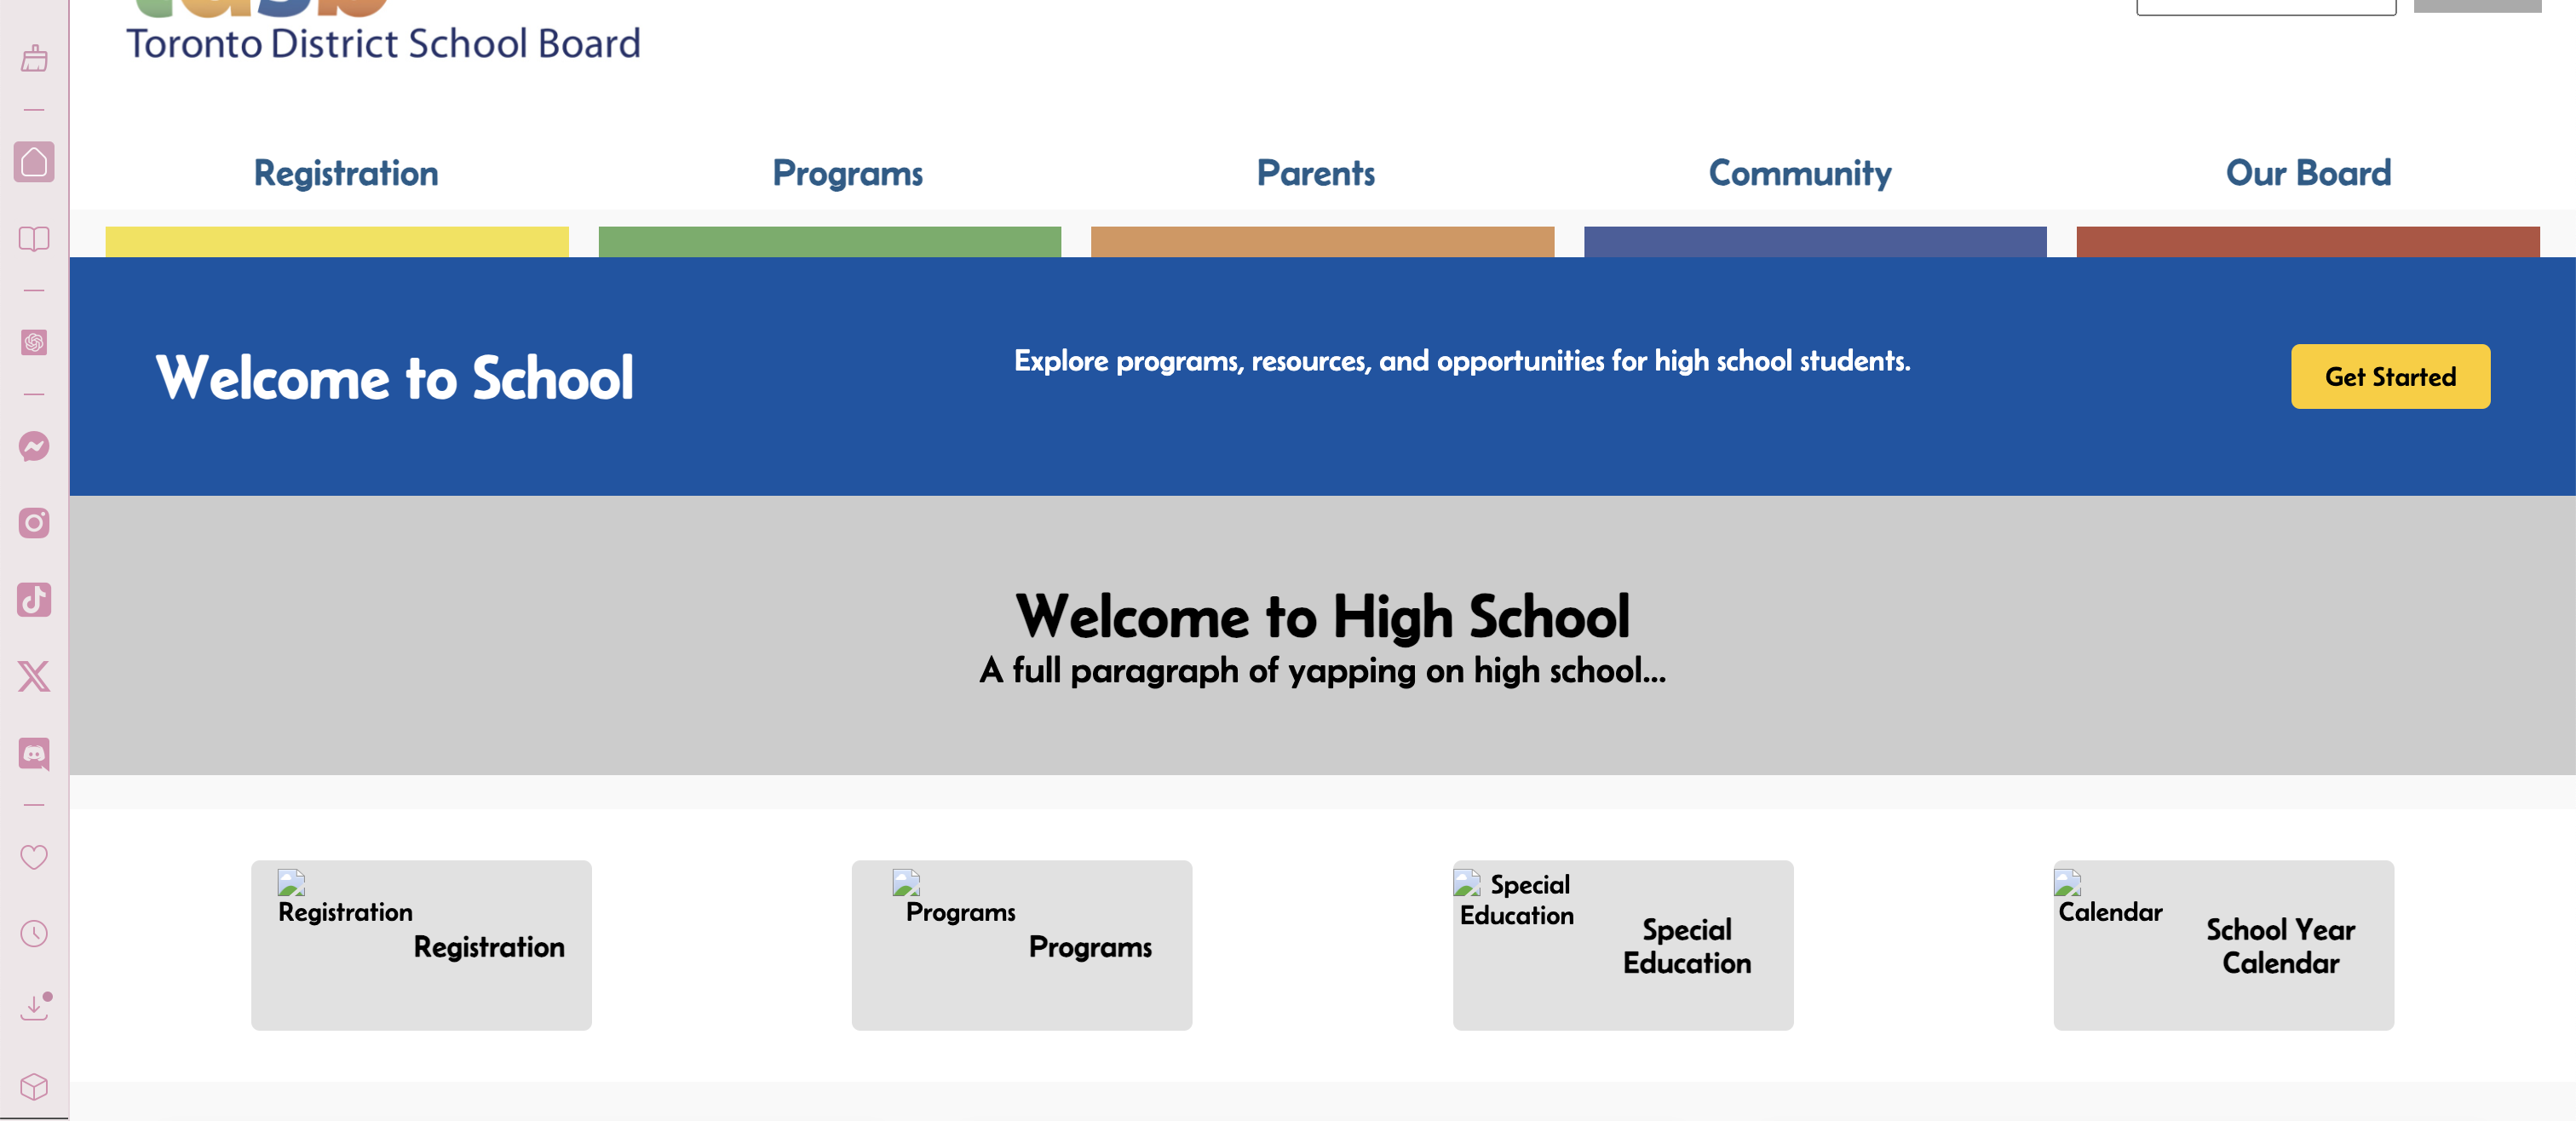 Toronto District School Board
Registration
Programs
Parents
Community
Our Board
Welcome to School
Explore programs, resources, and opportunities for high school students.
Get Started
Welcome to High School
A full paragraph of yapping on high school...
Registration
Registration
Programs
Programs
Special
Education
Special
Education
Calendar
School Year
Calendar